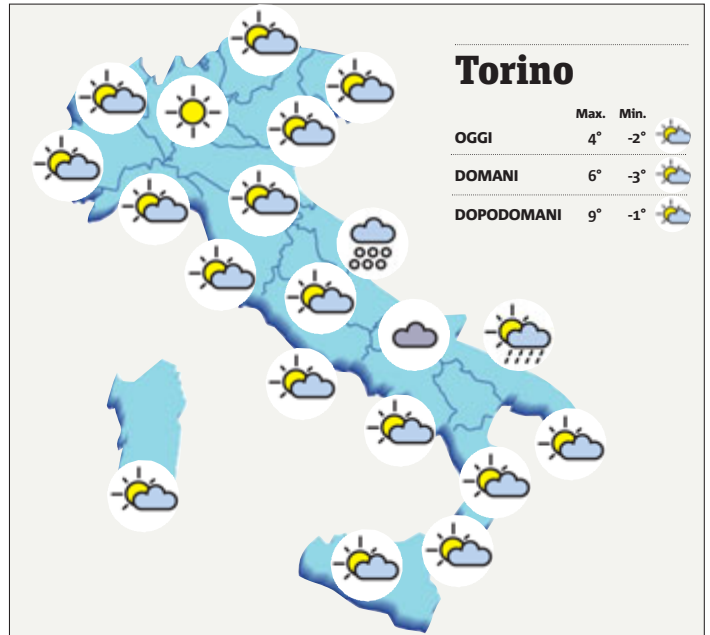 Torino
Max. Min.
OGGI 4° -2°
DOMANI 6° -3°
DOPODOMANI 9° -1°